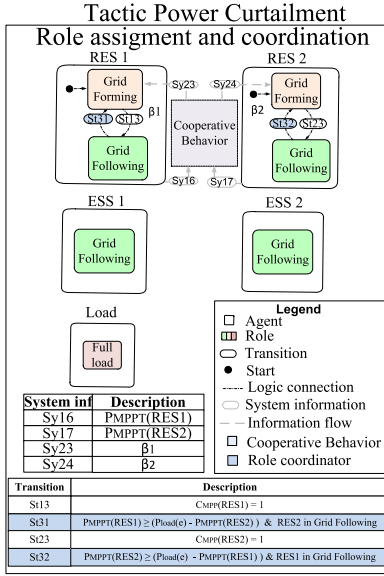 Tactic Power Curtailment
Role assigment and coordination
RES 1
RES 2
Grid
Forming
Sy23
Sy24
Grid
Forming
St31
St13
β1
β2
St32
St23
Cooperative
Behavior
Grid
Following
Grid
Following
Sy16
Sy17
ESS 1
ESS 2
Grid
Following
Grid
Following
Load
Full
load
Legend
Agent
Role
Transition
Start
Logic connection
System information
Information flow
Cooperative Behavior
Role coordinator
System inf Description
Sy16 PMPPT(RES1)
Sy17 PMPPT(RES2)
Sy23 β1
Sy24 β2
Transition Description
St13 CMPP(RES1) = 1
St31 PMPPT(RES1) ≥ (Pload(e) - PMPPT(RES2) ) & RES2 in Grid Following
St23 CMPP(RES2) = 1
St32 PMPPT(RES2) ≥ (Pload(e) - PMPPT(RES1) ) & RES1 in Grid Following